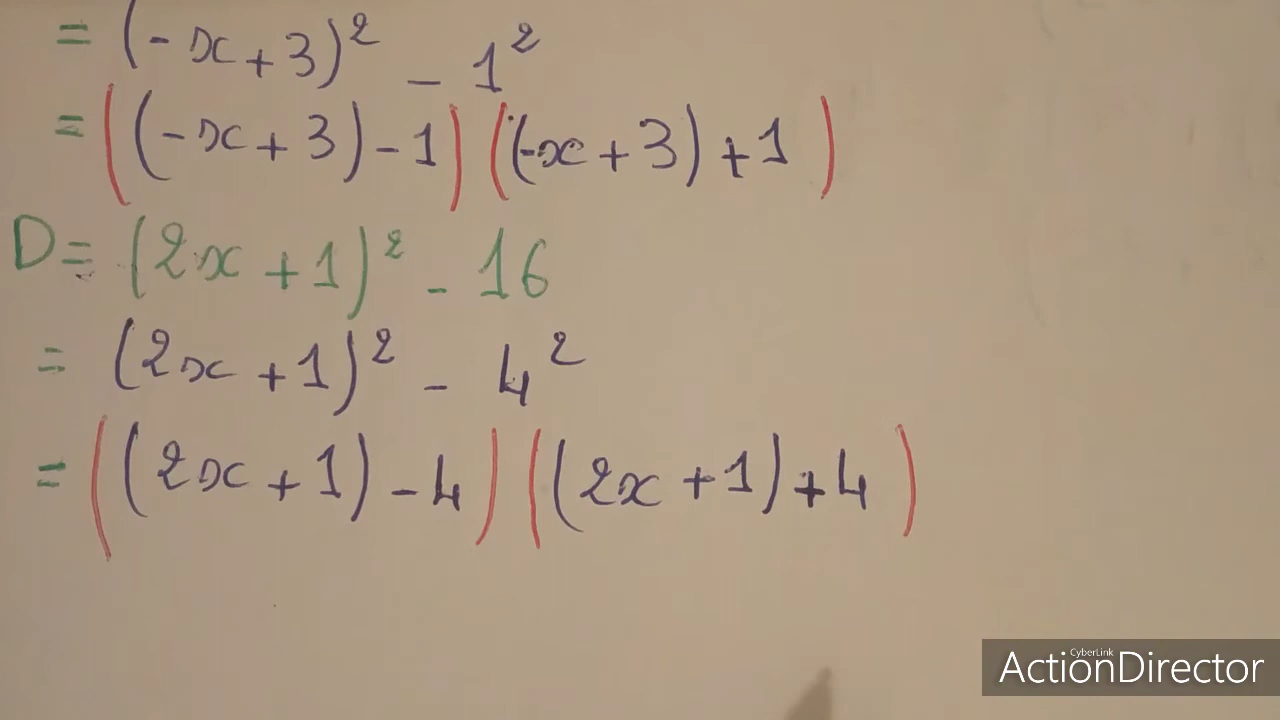 = (-x+3)² - 1²
= ((-x+3)-1) ((-x+3)+1)
D = (2x+1)² - 16
= (2x+1)² - 4²
= ((2x+1)-4) ((2x+1)+4)
CyberLink
ActionDirector